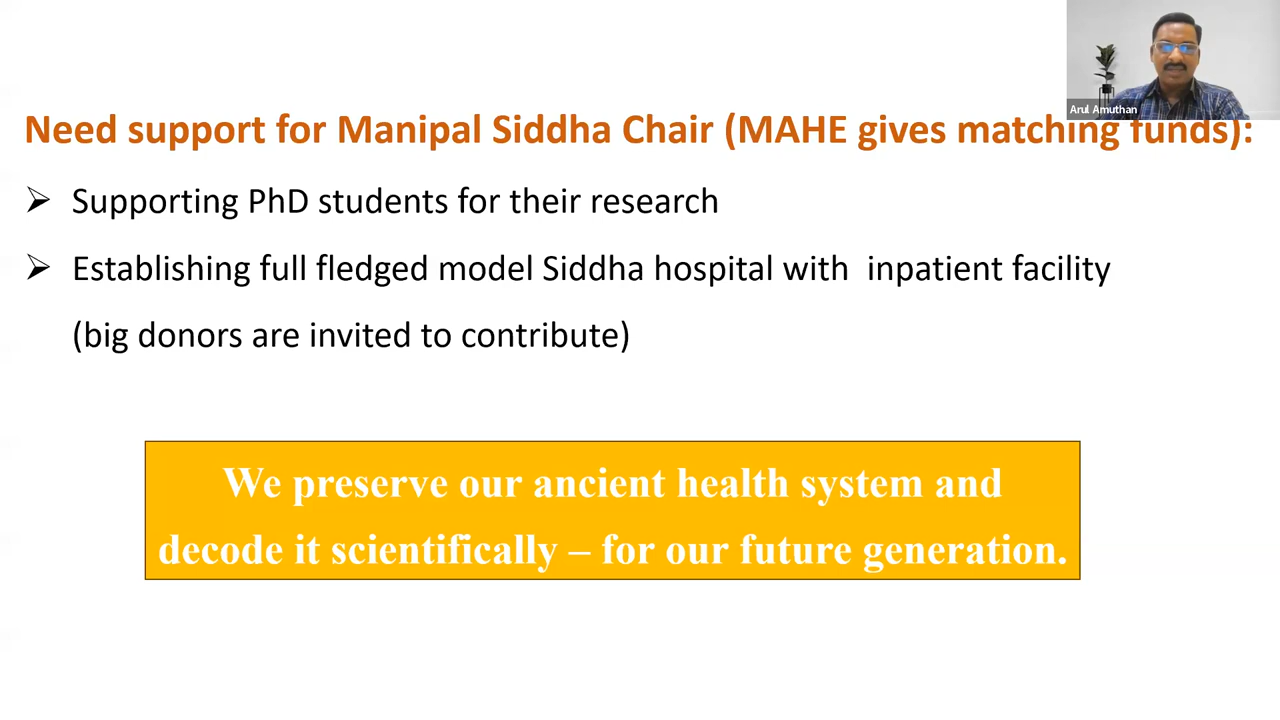 Arul Amuthan
Need support for Manipal Siddha Chair (MAHE gives matching funds):
➢ Supporting PhD students for their research
➢ Establishing full fledged model Siddha hospital with inpatient facility
(big donors are invited to contribute)
We preserve our ancient health system and
decode it scientifically – for our future generation.